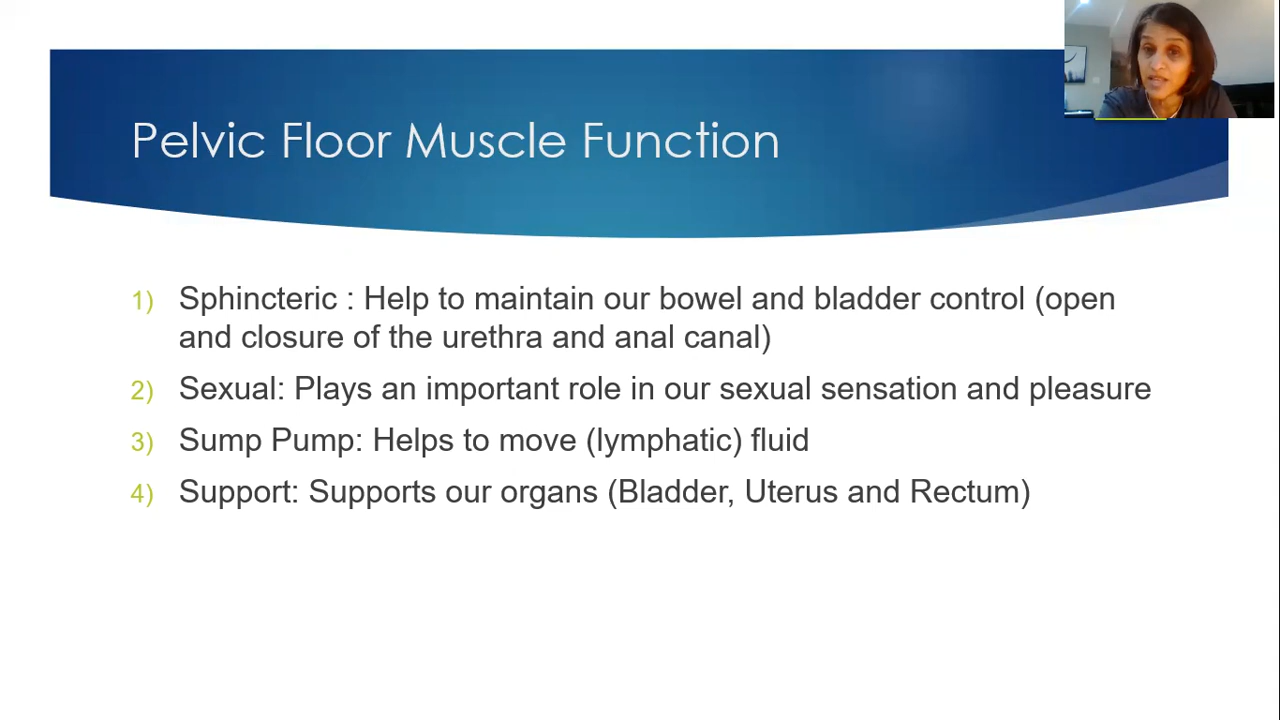 Pelvic Floor Muscle Function
1) Sphincteric : Help to maintain our bowel and bladder control (open
and closure of the urethra and anal canal)
2) Sexual: Plays an important role in our sexual sensation and pleasure
3) Sump Pump: Helps to move (lymphatic) fluid
4) Support: Supports our organs (Bladder, Uterus and Rectum)